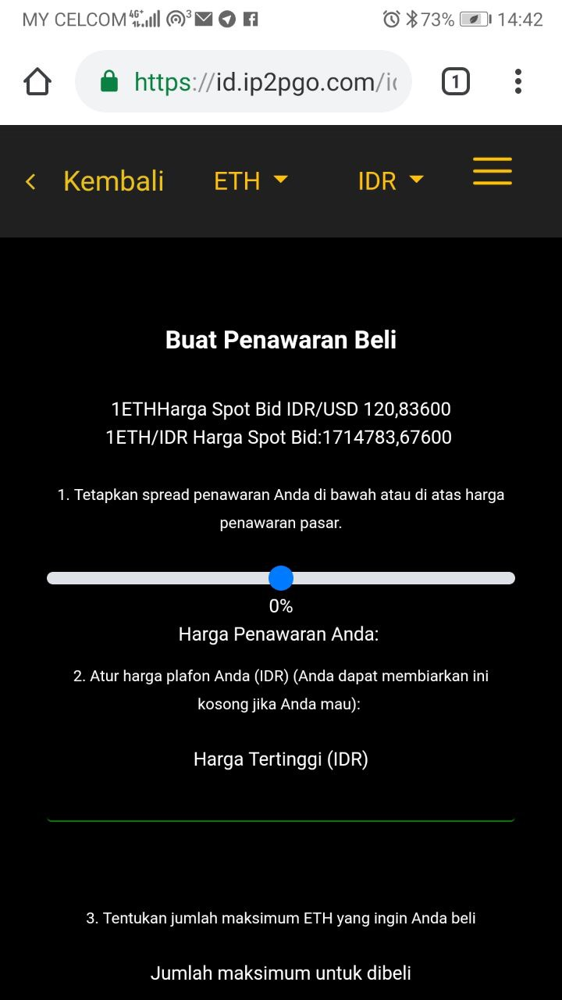 MY CELCOM 4G+ 3 73% 14:42
https://id.ip2pgo.com/
1
Kembali ETH IDR
Buat Penawaran Beli
1ETHHarga Spot Bid IDR/USD 120,83600
1ETH/IDR Harga Spot Bid:1714783,67600
1. Tetapkan spread penawaran Anda di bawah atau di atas harga
penawaran pasar.
0%
Harga Penawaran Anda:
2. Atur harga plafon Anda (IDR) (Anda dapat membiarkan ini
kosong jika Anda mau):
Harga Tertinggi (IDR)
3. Tentukan jumlah maksimum ETH yang ingin Anda beli
Jumlah maksimum untuk dibeli